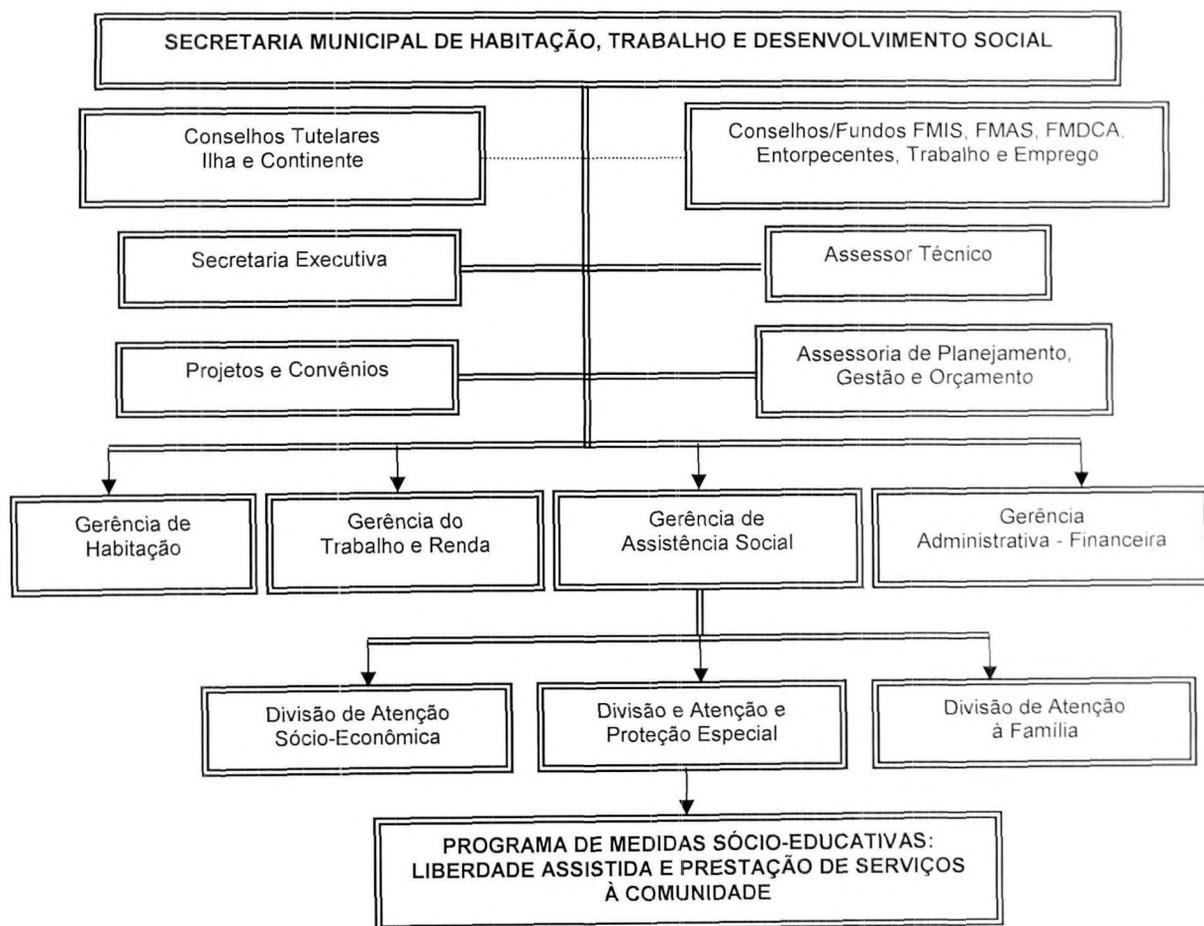 SECRETARIA MUNICIPAL DE HABITAÇÃO, TRABALHO E DESENVOLVIMENTO SOCIAL
Conselhos Tutelares
Ilha e Continente
Conselhos/Fundos FMIS, FMAS, FMDCA,
Entorpecentes, Trabalho e Emprego
Secretaria Executiva
Assessor Técnico
Projetos e Convênios
Assessoria de Planejamento,
Gestão e Orçamento
Gerência de
Habitação
Gerência do
Trabalho e Renda
Gerência de
Assistência Social
Gerência
Administrativa - Financeira
Divisão de Atenção
Sócio-Econômica
Divisão e Atenção e
Proteção Especial
Divisão de Atenção
à Família
PROGRAMA DE MEDIDAS SÓCIO-EDUCATIVAS:
LIBERDADE ASSISTIDA E PRESTAÇÃO DE SERVIÇOS
À COMUNIDADE